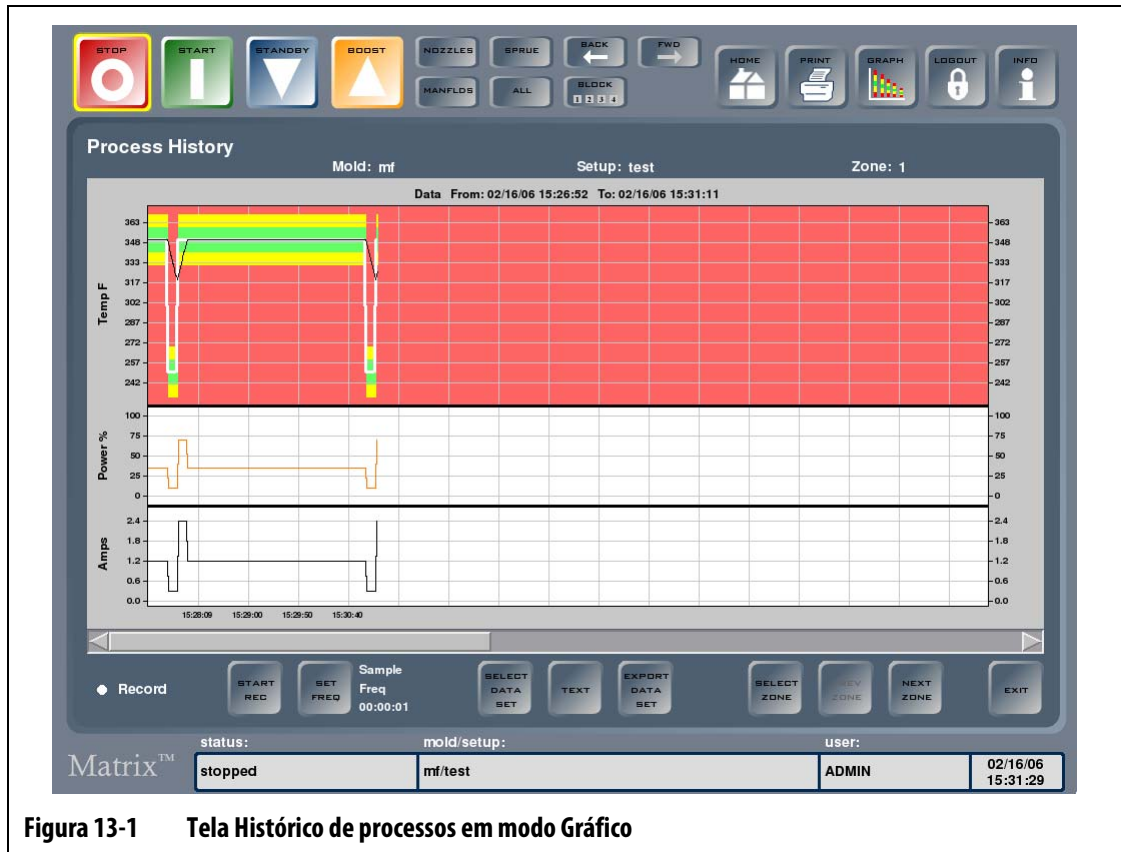 STOP START STANDBY BOOST NOZZLES SPRUE BACK FWD HOME PRINT GRAPH LOGOUT INFO
MANFLDS ALL BLOCK
1 2 3 4
Process History
Mold: mf Setup: test Zone: 1
Data From: 02/16/06 15:26:52 To: 02/16/06 15:31:11
Temp F
363 363
348 348
333 333
317 317
302 302
287 287
272 272
257 257
242 242
Power %
100 100
75 75
50 50
25 25
0 0
Amps
2.4 2.4
1.8 1.8
1.2 1.2
0.6 0.6
0.0 0.0
15:28:09 15:29:00 15:29:50 15:30:40
Record
START REC
SET FREQ
Sample
Freq
00:00:01
SELECT DATA SET
TEXT
EXPORT DATA SET
SELECT ZONE
ZONE
NEXT ZONE
EXIT
status: mold/setup: user:
Matrix™ stopped mf/test ADMIN 02/16/06
15:31:29
Figura 13-1 Tela Histórico de processos em modo Gráfico